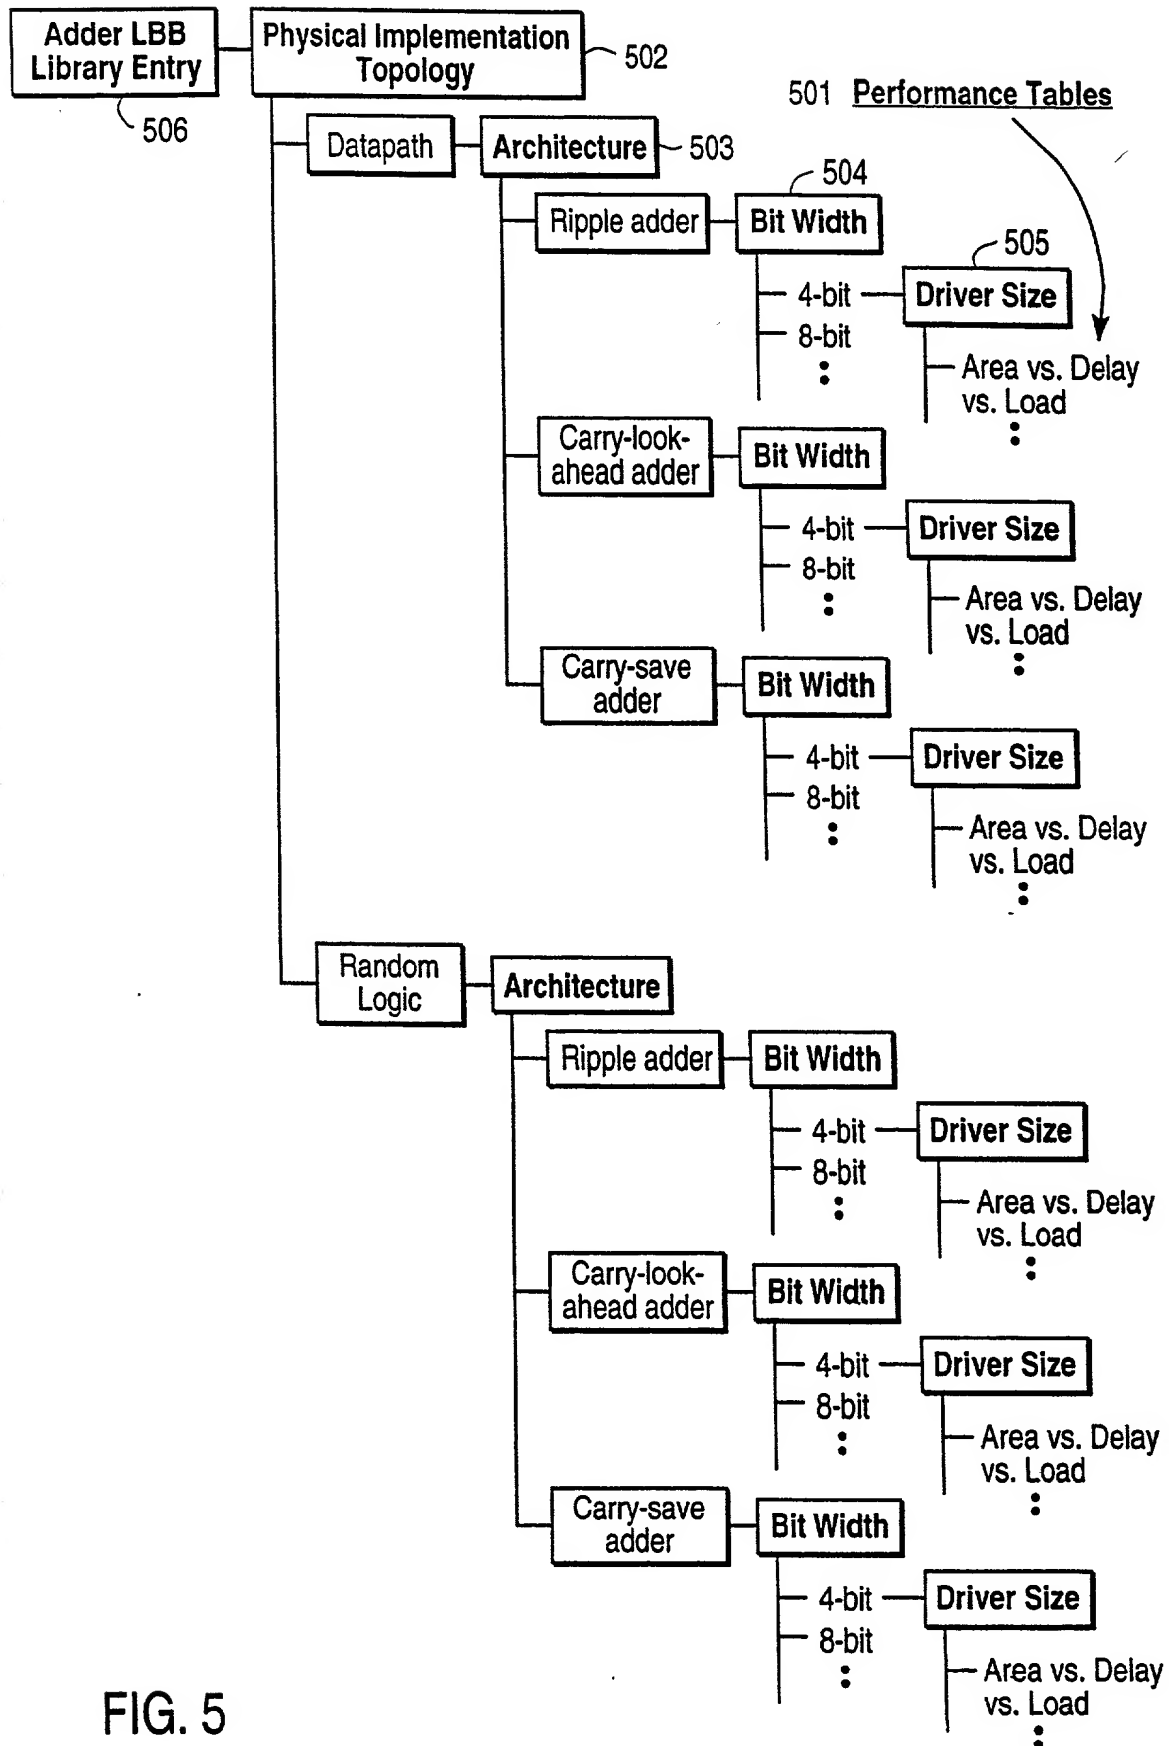 Adder LBB
Library Entry
506
Physical Implementation
Topology
502
501 Performance Tables
Datapath
Architecture
503
Ripple adder
504
Bit Width
4-bit
8-bit
505
Driver Size
Area vs. Delay
vs. Load
Carry-look-
ahead adder
Bit Width
4-bit
8-bit
Driver Size
Area vs. Delay
vs. Load
Carry-save
adder
Bit Width
4-bit
8-bit
Driver Size
Area vs. Delay
vs. Load
Random
Logic
Architecture
Ripple adder
Bit Width
4-bit
8-bit
Driver Size
Area vs. Delay
vs. Load
Carry-look-
ahead adder
Bit Width
4-bit
8-bit
Driver Size
Area vs. Delay
vs. Load
Carry-save
adder
Bit Width
4-bit
8-bit
Driver Size
Area vs. Delay
vs. Load
FIG. 5